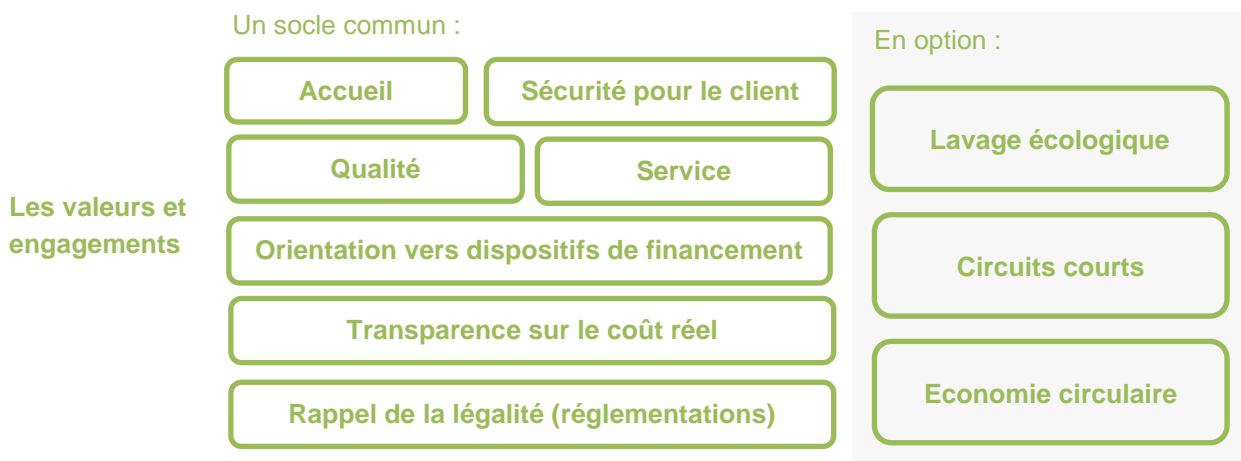 Les valeurs et
engagements
Un socle commun :
Accueil
Sécurité pour le client
Qualité
Service
Orientation vers dispositifs de financement
Transparence sur le coût réel
Rappel de la légalité (réglementations)
En option :
Lavage écologique
Circuits courts
Economie circulaire